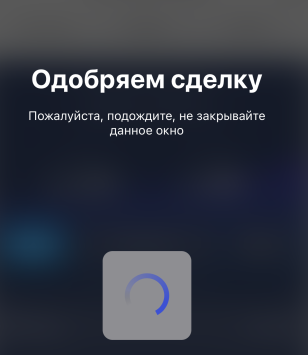 Одобряем сделку
Пожалуйста, подождите, не закрывайте
данное окно